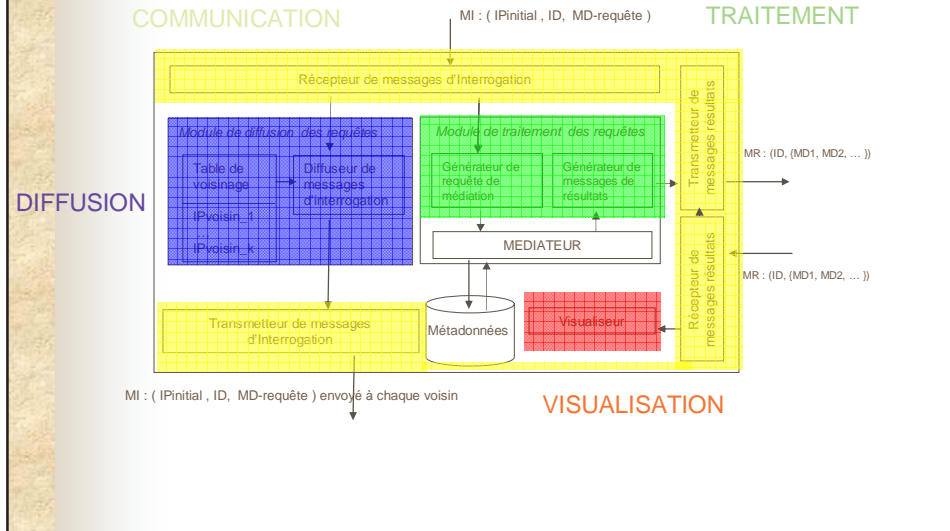 COMMUNICATION
MI : ( IPinitial , ID, MD-requête )
TRAITEMENT
Récepteur de messages d'Interrogation
Transmetteur de
messages résultats
Module de diffusion des requêtes
Module de traitement des requêtes
Table de
voisinage
Diffuseur de
messages
d'Interrogation
Générateur de
requête de
médiation
Générateur de
messages de
résultats
MR : (ID, {MD1, MD2, ... })
DIFFUSION
IPvoisin_1
...
IPvoisin_k
MEDIATEUR
Récepteur de
messages résultats
MR : (ID, {MD1, MD2, ... })
Transmetteur de messages
d'Interrogation
Métadonnées
Visualiseur
MI : ( IPinitial , ID, MD-requête ) envoyé à chaque voisin
VISUALISATION